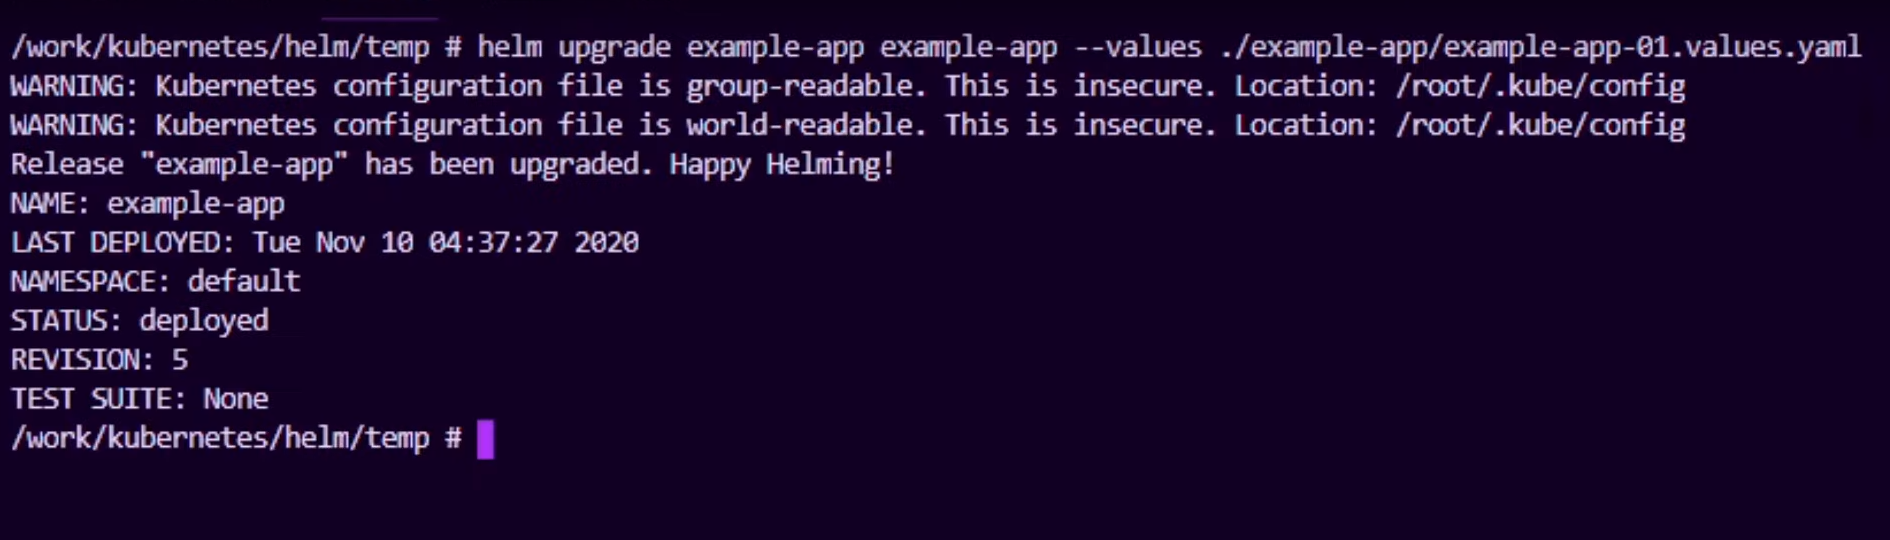 /work/kubernetes/helm/temp # helm upgrade example-app example-app --values ./example-app/example-app-01.values.yaml
WARNING: Kubernetes configuration file is group-readable. This is insecure. Location: /root/.kube/config
WARNING: Kubernetes configuration file is world-readable. This is insecure. Location: /root/.kube/config
Release "example-app" has been upgraded. Happy Helming!
NAME: example-app
LAST DEPLOYED: Tue Nov 10 04:37:27 2020
NAMESPACE: default
STATUS: deployed
REVISION: 5
TEST SUITE: None
/work/kubernetes/helm/temp #